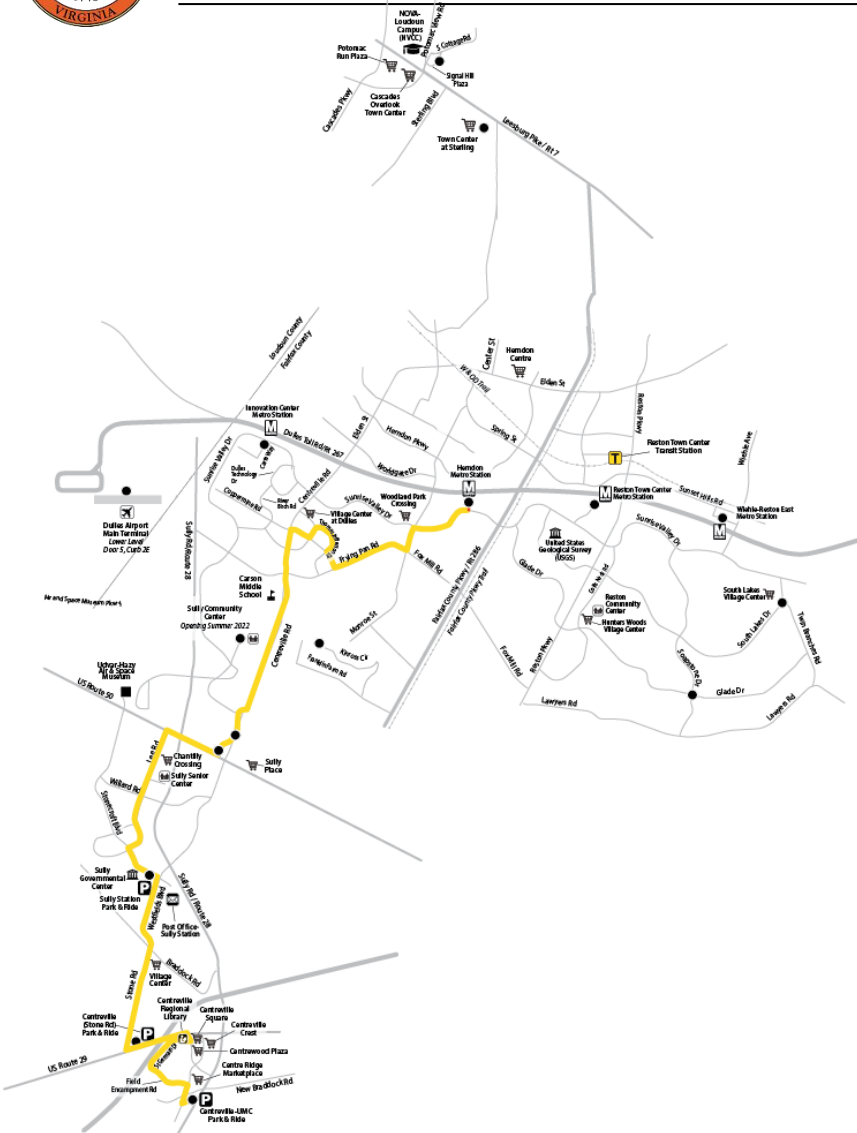 VIRGINIA
NOVA-
Loudoun
Campus
(NVCC)
Potomac View Rd
S Cottage Rd
Potomac
Run Plaza
Signal Hill
Plaza
Cascades
Overlook
Town Center
Cascades Pkwy
Sterling Blvd
Town Center
at Sterling
Leesburg Pike / Rt 7
Loudoun County
Fairfax County
Center St
Herndon
Centre
W & OD Trail
Elden St
Reston Pkwy
Innovation Center
Metro Station
M
Dulles Toll Rd/Rt 267
Elden St
Herndon Pkwy
Spring St
Reston Town Center
Transit Station
T
Wiehle Ave
Sunrise Valley Dr
Worldgate Dr
Herndon
Metro Station
M
Dulles
Technology
Coppermine Rd
River
Birch Rd
Centreville Rd
Sunrise Valley Dr
Woodland Park
Crossing
M
Reston Town Center
Metro Station
Sunset Hills Rd
Wiehle-Reston East
Metro Station
M
Village Center
at Dulles
Dulles Airport
Main Terminal
Lower Level
Door 5, Curb 2E
Sully Rd/Route 28
Frying Pan Rd
Fox Mill Rd
Fairfax County Pkwy / Rt 286
Fairfax County Pkwy Trail
United States
Geological Survey
(USGS)
Sunrise Valley Dr
Glade Dr
Carson
Middle
School
Sully Community
Center
Opening Summer 2022
Centreville Rd
Monroe St
Kinross Cir
Reston
Community
Center
Hunters Woods
Village Center
South Lakes
Village Center
South Lakes Dr
Twin Branches Rd
Udvar-Hazy
Air & Space
Museum
US Route 50
Fox Mill Rd
Reston Pkwy
Soapstone Dr
Glade Dr
Lawyers Rd
Lawyers Rd
Lee Rd
Chantilly
Crossing
Sully Senior
Center
Sully
Place
Willard Rd
Stonecroft Blvd
Sully
Governmental
Center
P
Sully Station
Park & Ride
Westfields Blvd
Sully Rd / Route 28
Post Office-
Sully Station
Stone Rd
Braddock Rd
Village
Center
Centreville
Regional
Library
Centreville
Square
Centreville
(Stone Rd)
Park & Ride
P
Centreville
Crest
Centrewood Plaza
St Germain Dr
US Route 29
Centre Ridge
Marketplace
Field
Encampment Rd
New Braddock Rd
P
Centreville-UMC
Park & Ride